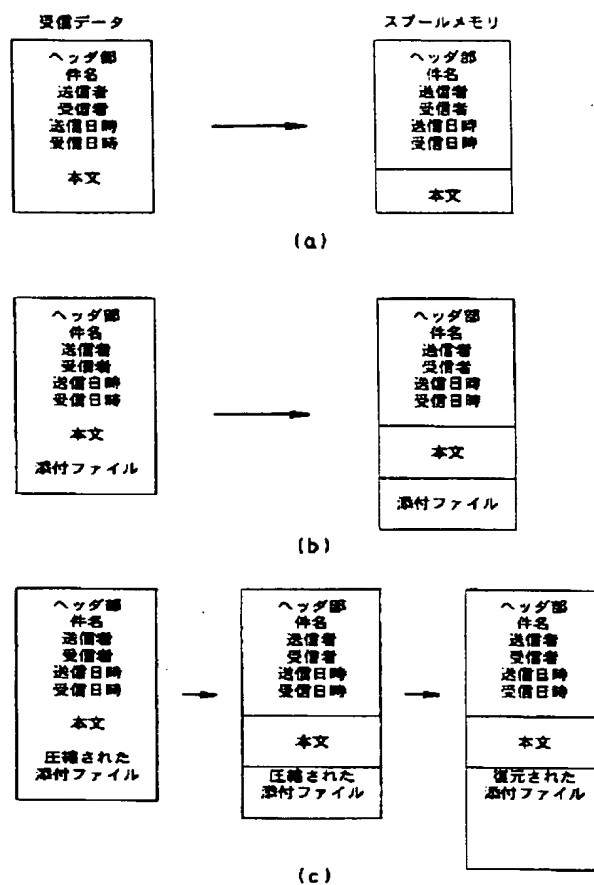 受信データ
スプールメモリ
ヘッダ部
件名
送信者
受信者
送信日時
受信日時
本文
ヘッダ部
件名
送信者
受信者
送信日時
受信日時
本文
(a)
ヘッダ部
件名
送信者
受信者
送信日時
受信日時
本文
添付ファイル
ヘッダ部
件名
送信者
受信者
送信日時
受信日時
本文
添付ファイル
(b)
ヘッダ部
件名
送信者
受信者
送信日時
受信日時
本文
圧縮された
添付ファイル
ヘッダ部
件名
送信者
受信者
送信日時
受信日時
本文
圧縮された
添付ファイル
ヘッダ部
件名
送信者
受信者
送信日時
受信日時
本文
復元された
添付ファイル
(c)